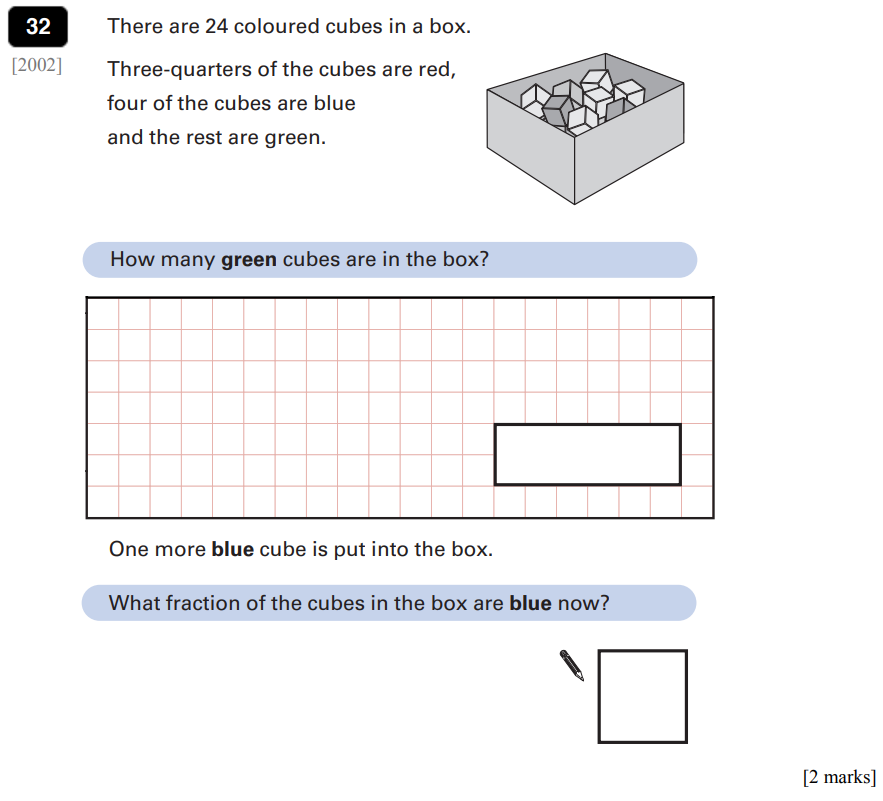 32
There are 24 coloured cubes in a box.
[2002]
Three-quarters of the cubes are red,
four of the cubes are blue
and the rest are green.
How many green cubes are in the box?
One more blue cube is put into the box.
What fraction of the cubes in the box are blue now?
[2 marks]